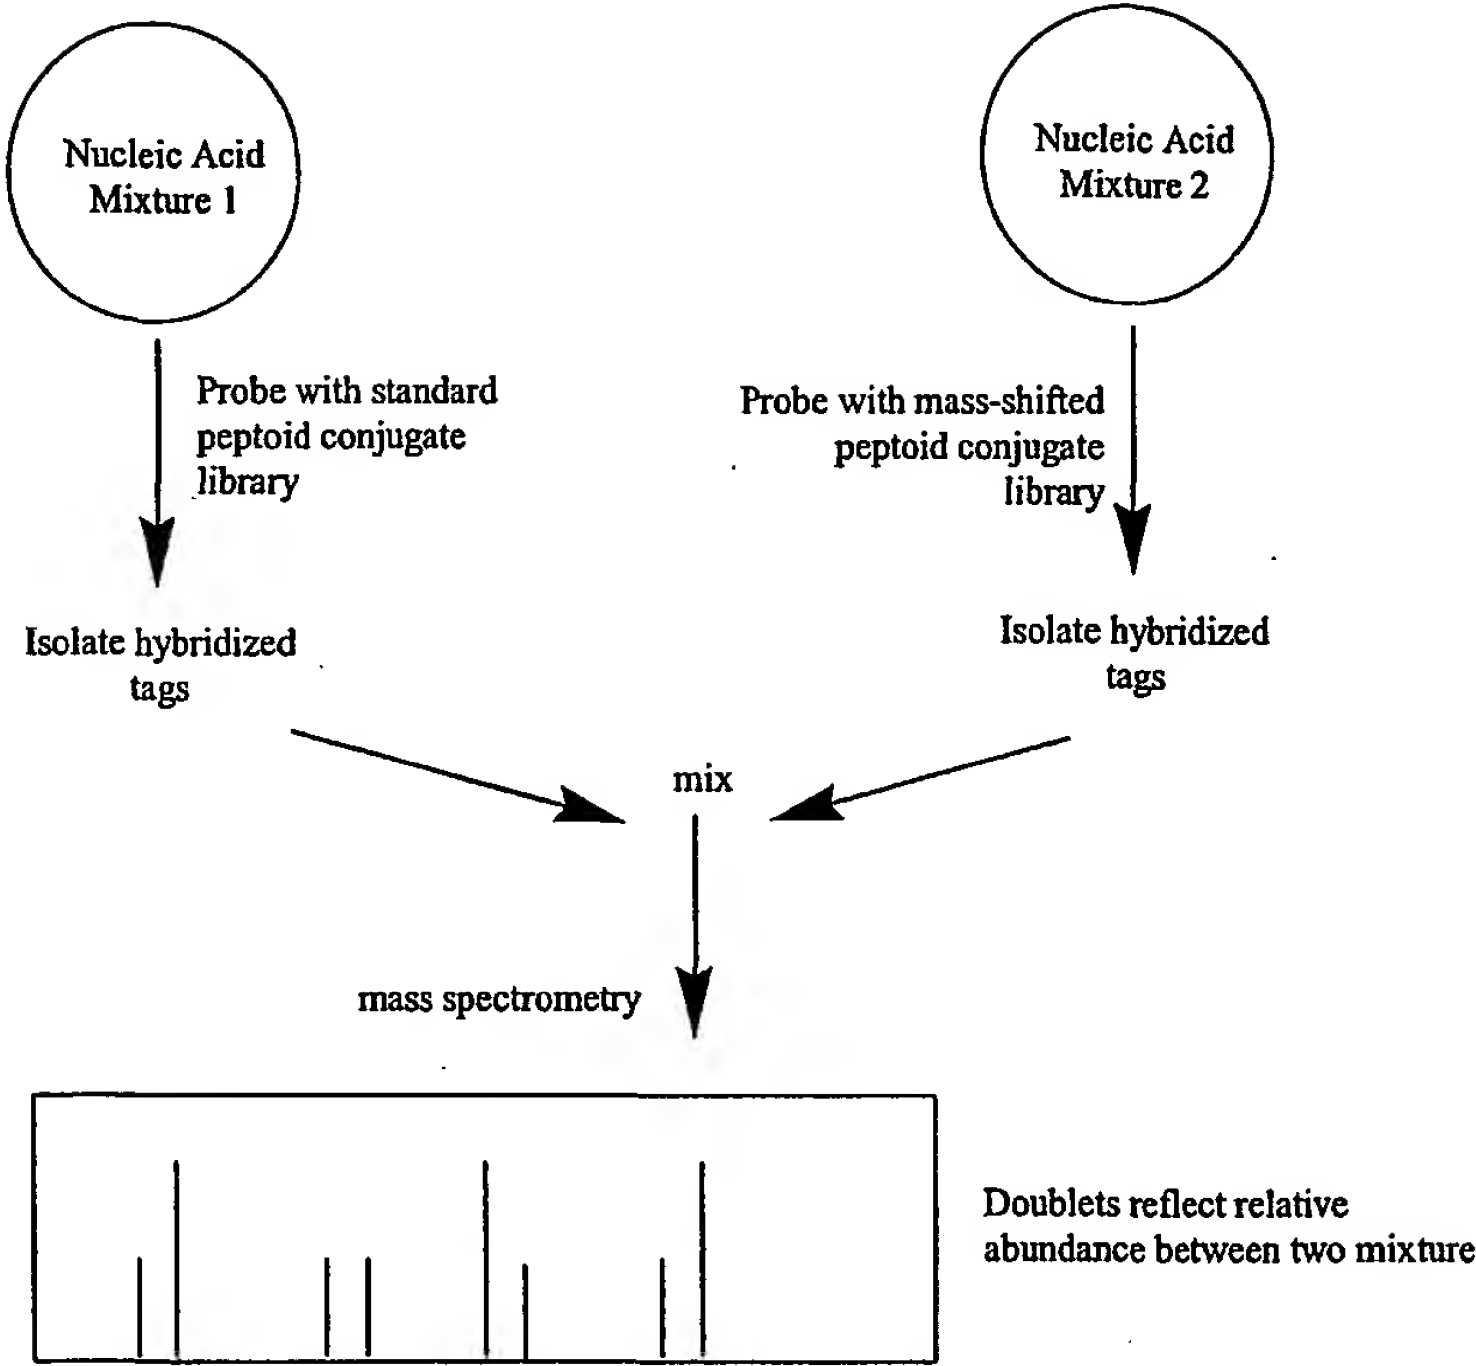 Nucleic Acid
Mixture 1
Nucleic Acid
Mixture 2
Probe with standard
peptoid conjugate
library
Probe with mass-shifted
peptoid conjugate
library
Isolate hybridized
tags
Isolate hybridized
tags
mix
mass spectrometry
Doublets reflect relative
abundance between two mixture